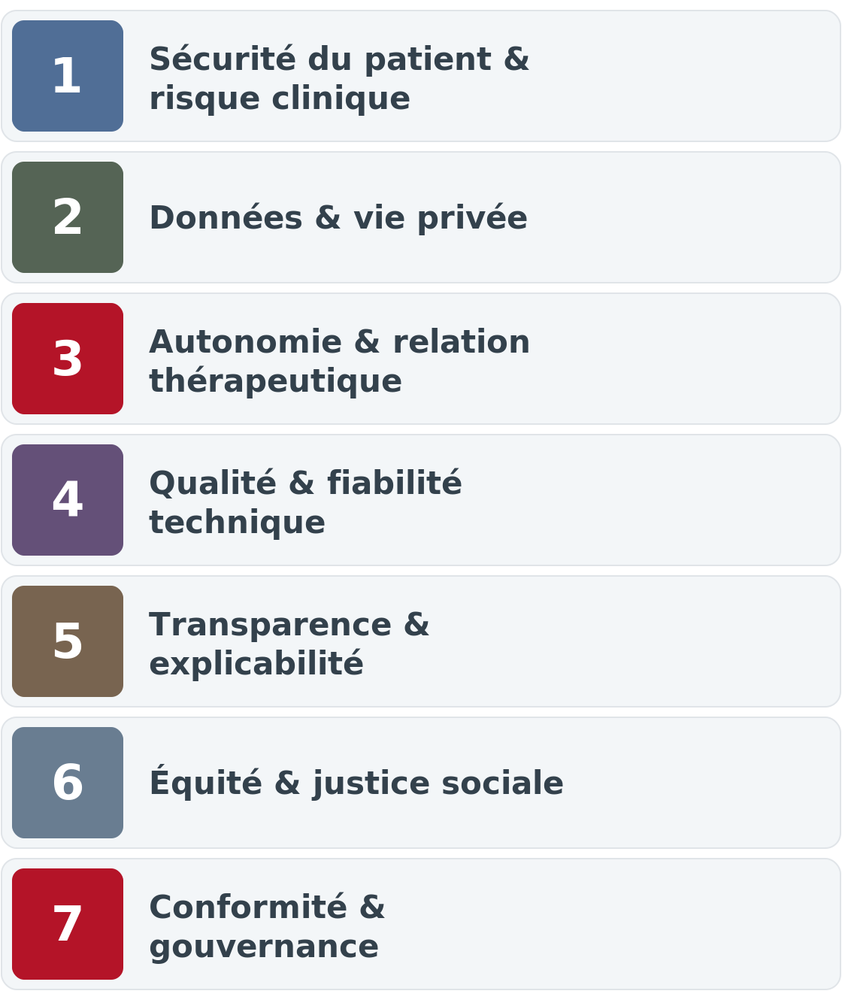 1
Sécurité du patient &
risque clinique
2
Données & vie privée
3
Autonomie & relation
thérapeutique
4
Qualité & fiabilité
technique
5
Transparence &
explicabilité
6
Équité & justice sociale
7
Conformité &
gouvernance